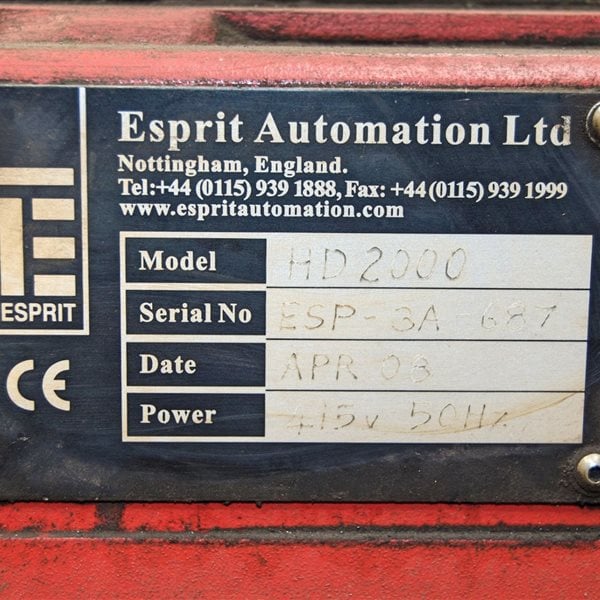 Esprit Automation Ltd
Nottingham, England.
Tel:+44 (0115) 939 1888, Fax: +44 (0115) 939 1999
www.espritautomation.com
ESPRIT
CE
Model HD2000
Serial No ESP-3A-687
Date APR 08
Power 415v 50Hz